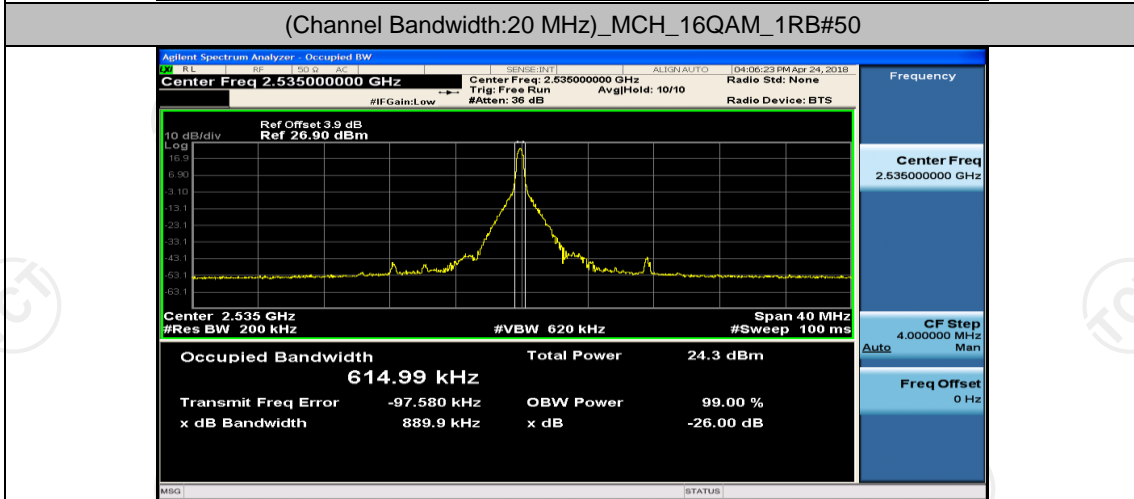 (Channel Bandwidth:20 MHz)_MCH_16QAM_1RB#50
Agilent Spectrum Analyzer - Occupied BW
RL RF 50 Ω AC SENSE:INT ALIGN AUTO 04:06:23 PM Apr 24, 2018
Center Freq 2.535000000 GHz
Center Freq: 2.535000000 GHz Radio Std: None
Trig: Free Run Avg|Hold: 10/10
#IFGain:Low #Atten: 36 dB Radio Device: BTS
Frequency
Ref Offset 3.9 dB
10 dB/div Ref 26.90 dBm
Log
16.9
6.90
-3.10
-13.1
-23.1
-33.1
-43.1
-53.1
-63.1
Center 2.535 GHz Span 40 MHz
#Res BW 200 kHz #VBW 620 kHz #Sweep 100 ms
Occupied Bandwidth Total Power 24.3 dBm
614.99 kHz
Transmit Freq Error -97.580 kHz OBW Power 99.00 %
x dB Bandwidth 889.9 kHz x dB -26.00 dB
Center Freq
2.535000000 GHz
CF Step
4.000000 MHz
Auto Man
Freq Offset
0 Hz
MSG STATUS